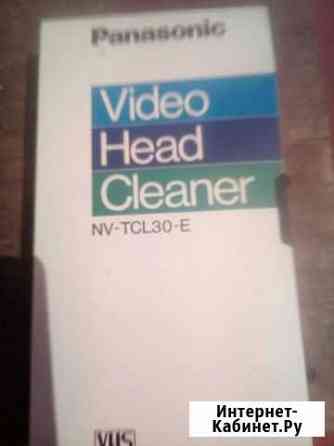 Panasonic
Video
Head
Cleaner
NV-TCL30-E
VHS
Интернет-
Кабинет.Ру